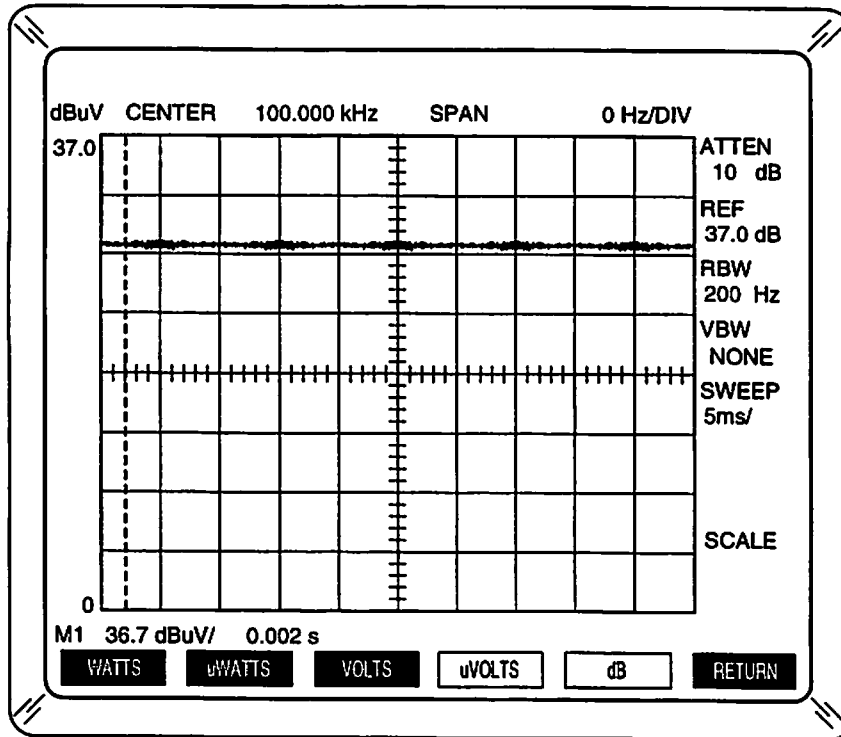 dBuV CENTER 100.000 kHz SPAN 0 Hz/DIV
37.0
ATTEN
10 dB
REF
37.0 dB
RBW
200 Hz
VBW
NONE
SWEEP
5ms/
SCALE
0
M1 36.7 dBuV/ 0.002 s
WATTS uWATTS VOLTS uVOLTS dB RETURN